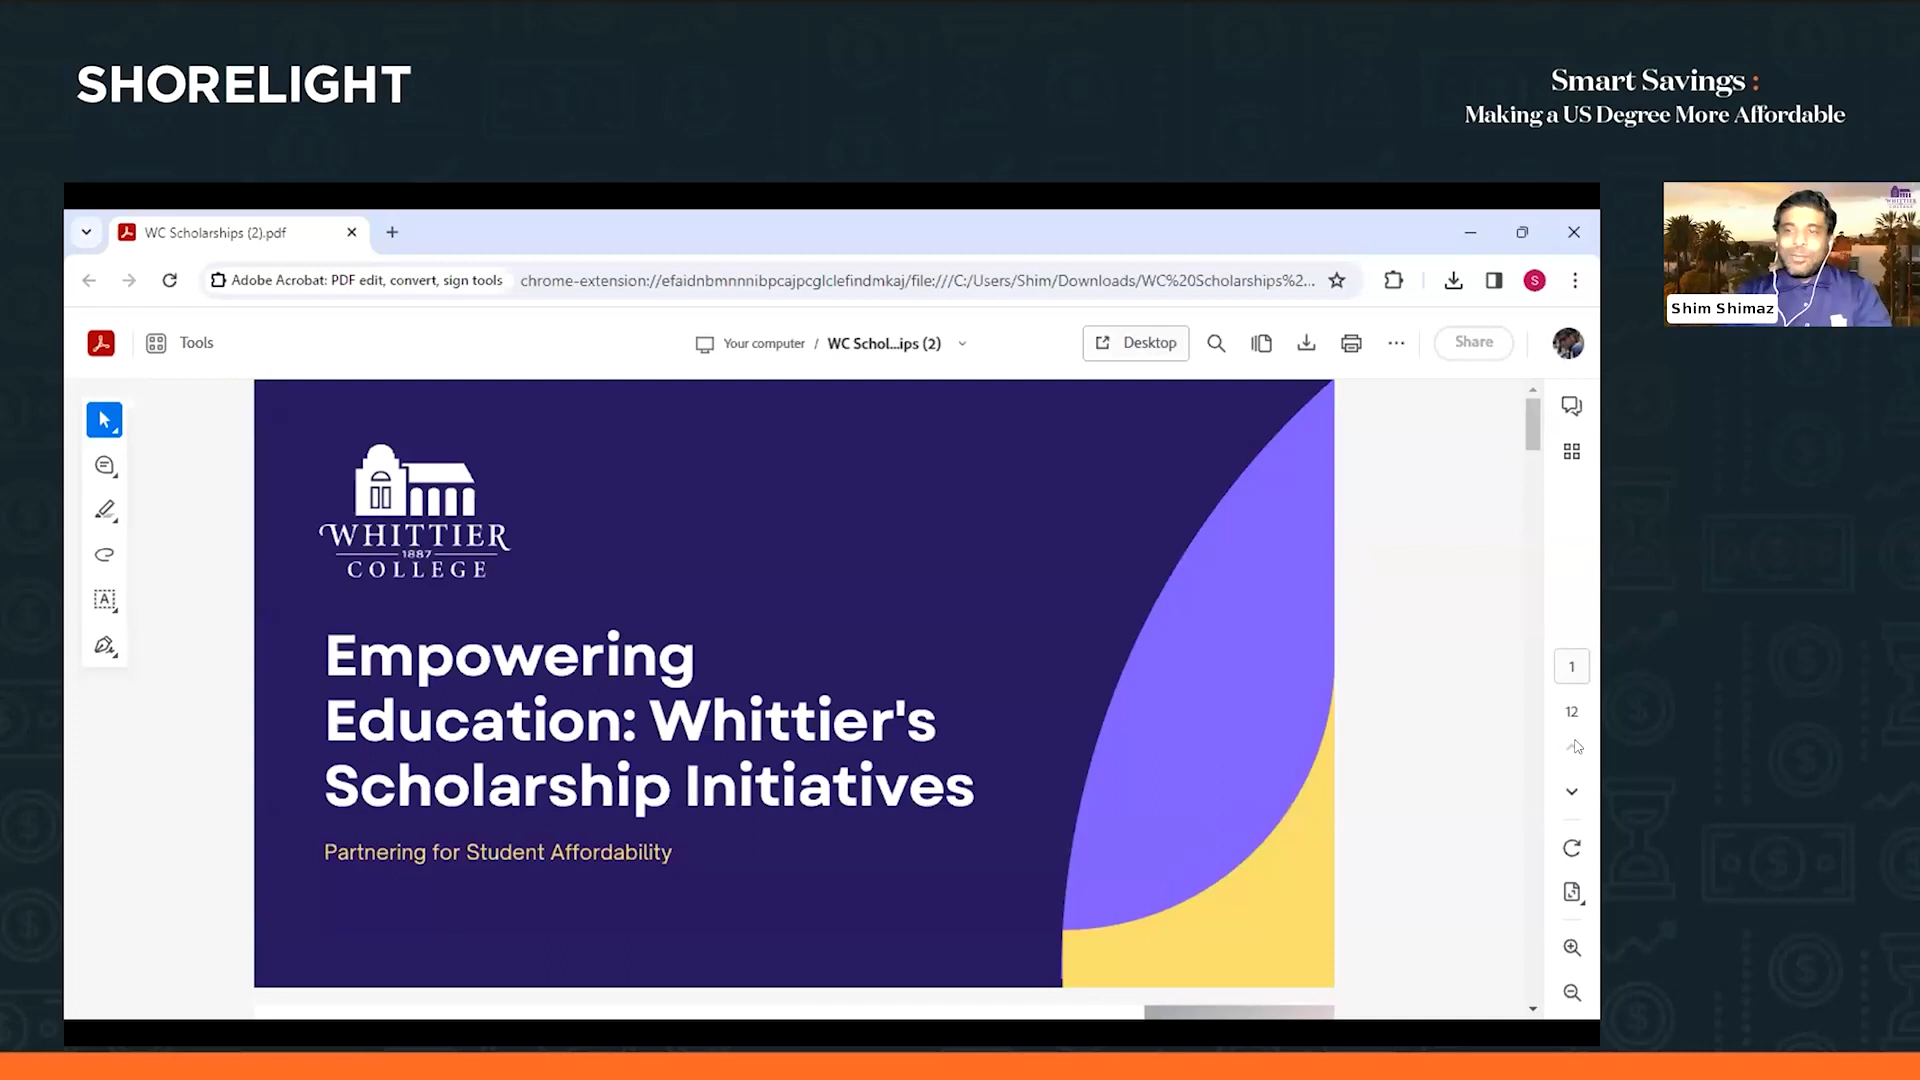 SHORELIGHT
Smart Savings :
Making a US Degree More Affordable
WC Scholarships (2).pdf
Adobe Acrobat: PDF edit, convert, sign tools
chrome-extension://efaidnbmnnnibpcajpcglclefindmkaj/file:///C:/Users/Shim/Downloads/WC%20Scholarships%2...
S
Tools
Your computer / WC Schol...ips (2)
Desktop
Share
WHITTIER
1887
COLLEGE
Empowering
Education: Whittier's
Scholarship Initiatives
Partnering for Student Affordability
1
12
WHITTIER
Shim Shimaz